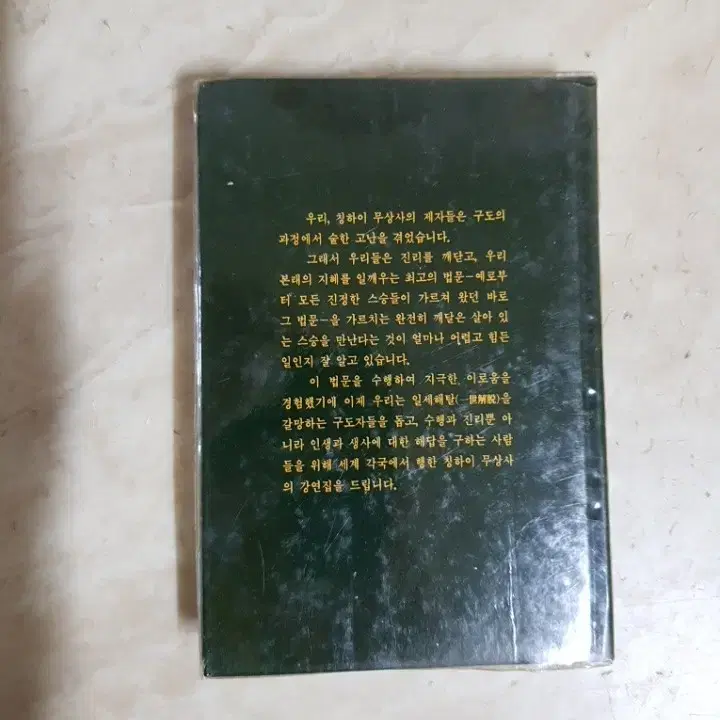 우리, 칭하이 무상사의 제자들은 구도의
과정에서 숱한 고난을 겪었습니다.
그래서 우리들은 진리를 깨닫고, 우리
본래의 지혜를 일깨우는 최고의 법문－예로부
터 모든 진정한 스승들이 가르쳐 왔던 바로
그 법문－을 가르치는 완전히 깨달은 살아 있
는 스승을 만난다는 것이 얼마나 어렵고 힘든
일인지 잘 알고 있습니다.
이 법문을 수행하여 지극한 이로움을
경험했기에 이제 우리는 일세해탈(一世解脫)을
갈망하는 구도자들을 돕고, 수행과 진리뿐 아
니라 인생과 생사에 대한 해답을 구하는 사람
들을 위해 세계 각국에서 행한 칭하이 무상사
의 강연집을 드립니다.